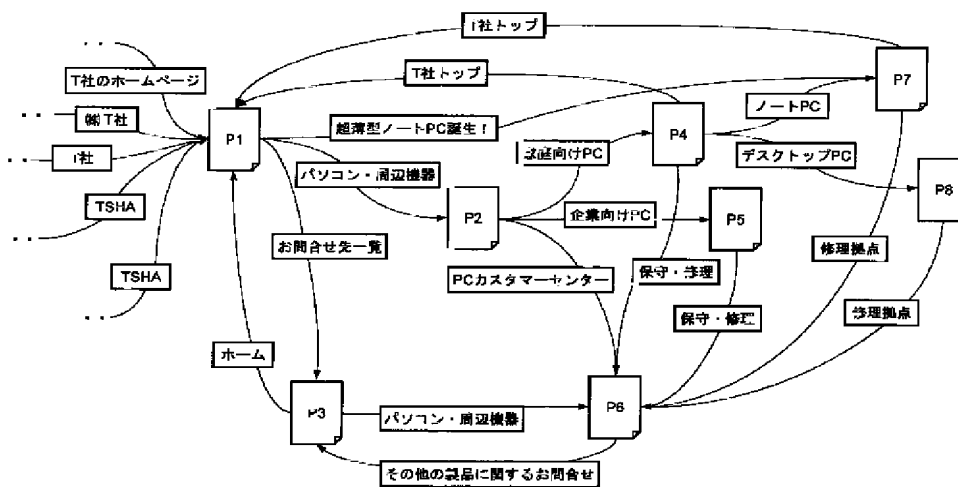 T社トップ
T社のホームページ
T社トップ
P7
㈱T社
P1
超薄型ノートPC誕生!
P4
ノートPC
T社
家庭向けPC
デスクトップPC
パソコン・周辺機器
P8
TSHA
P2
企業向けPC
P5
お問合せ先一覧
修理拠点
TSHA
PCカスタマーセンター
保守・修理
保守・修理
修理拠点
ホーム
P3
パソコン・周辺機器
P6
その他の製品に関するお問合せ